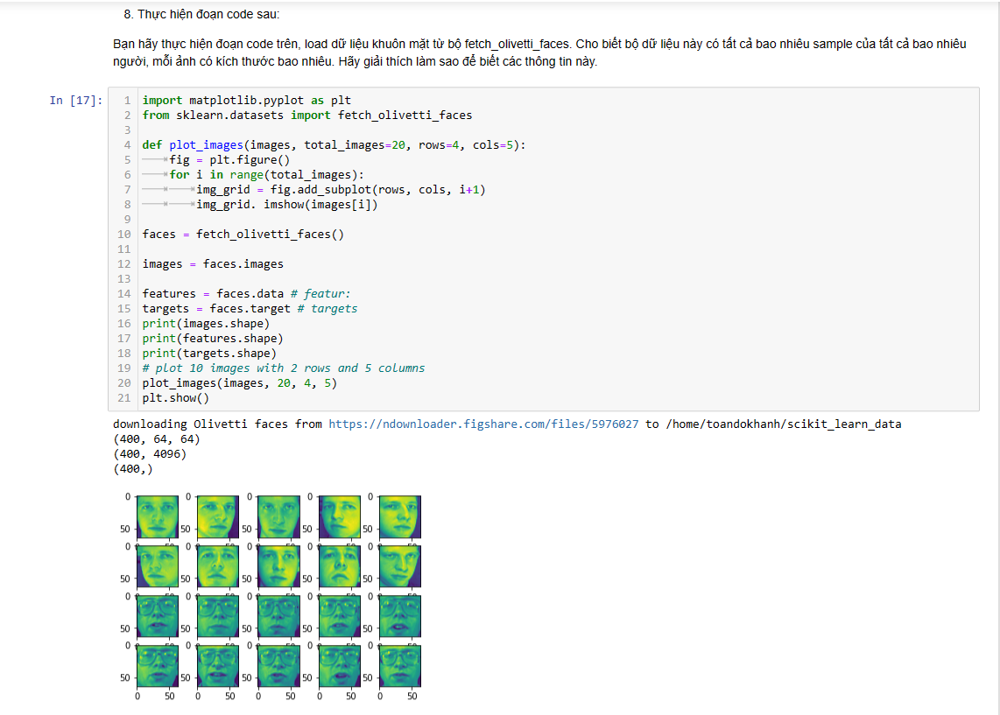 8. Thực hiện đoạn code sau:
Bạn hãy thực hiện đoạn code trên, load dữ liệu khuôn mặt từ bộ fetch_olivetti_faces. Cho biết bộ dữ liệu này có tất cả bao nhiêu sample của tất cả bao nhiêu
người, mỗi ảnh có kích thước bao nhiêu. Hãy giải thích làm sao để biết các thông tin này.
In [17]:
1 import matplotlib.pyplot as plt
2 from sklearn.datasets import fetch_olivetti_faces
3
4 def plot_images(images, total_images=20, rows=4, cols=5):
5 fig = plt.figure()
6 for i in range(total_images):
7 img_grid = fig.add_subplot(rows, cols, i+1)
8 img_grid. imshow(images[i])
9
10 faces = fetch_olivetti_faces()
11
12 images = faces.images
13
14 features = faces.data # featur:
15 targets = faces.target # targets
16 print(images.shape)
17 print(features.shape)
18 print(targets.shape)
19 # plot 10 images with 2 rows and 5 columns
20 plot_images(images, 20, 4, 5)
21 plt.show()
downloading Olivetti faces from https://ndownloader.figshare.com/files/5976027 to /home/toandokhanh/scikit_learn_data
(400, 64, 64)
(400, 4096)
(400,)
0 0 0 0 0
50 50 50 50 50
0 0 0 0 0
50 50 50 50 50
0 0 0 0 0
50 50 50 50 50
0 0 0 0 0
50 50 50 50 50
0 50 0 50 0 50 0 50 0 50